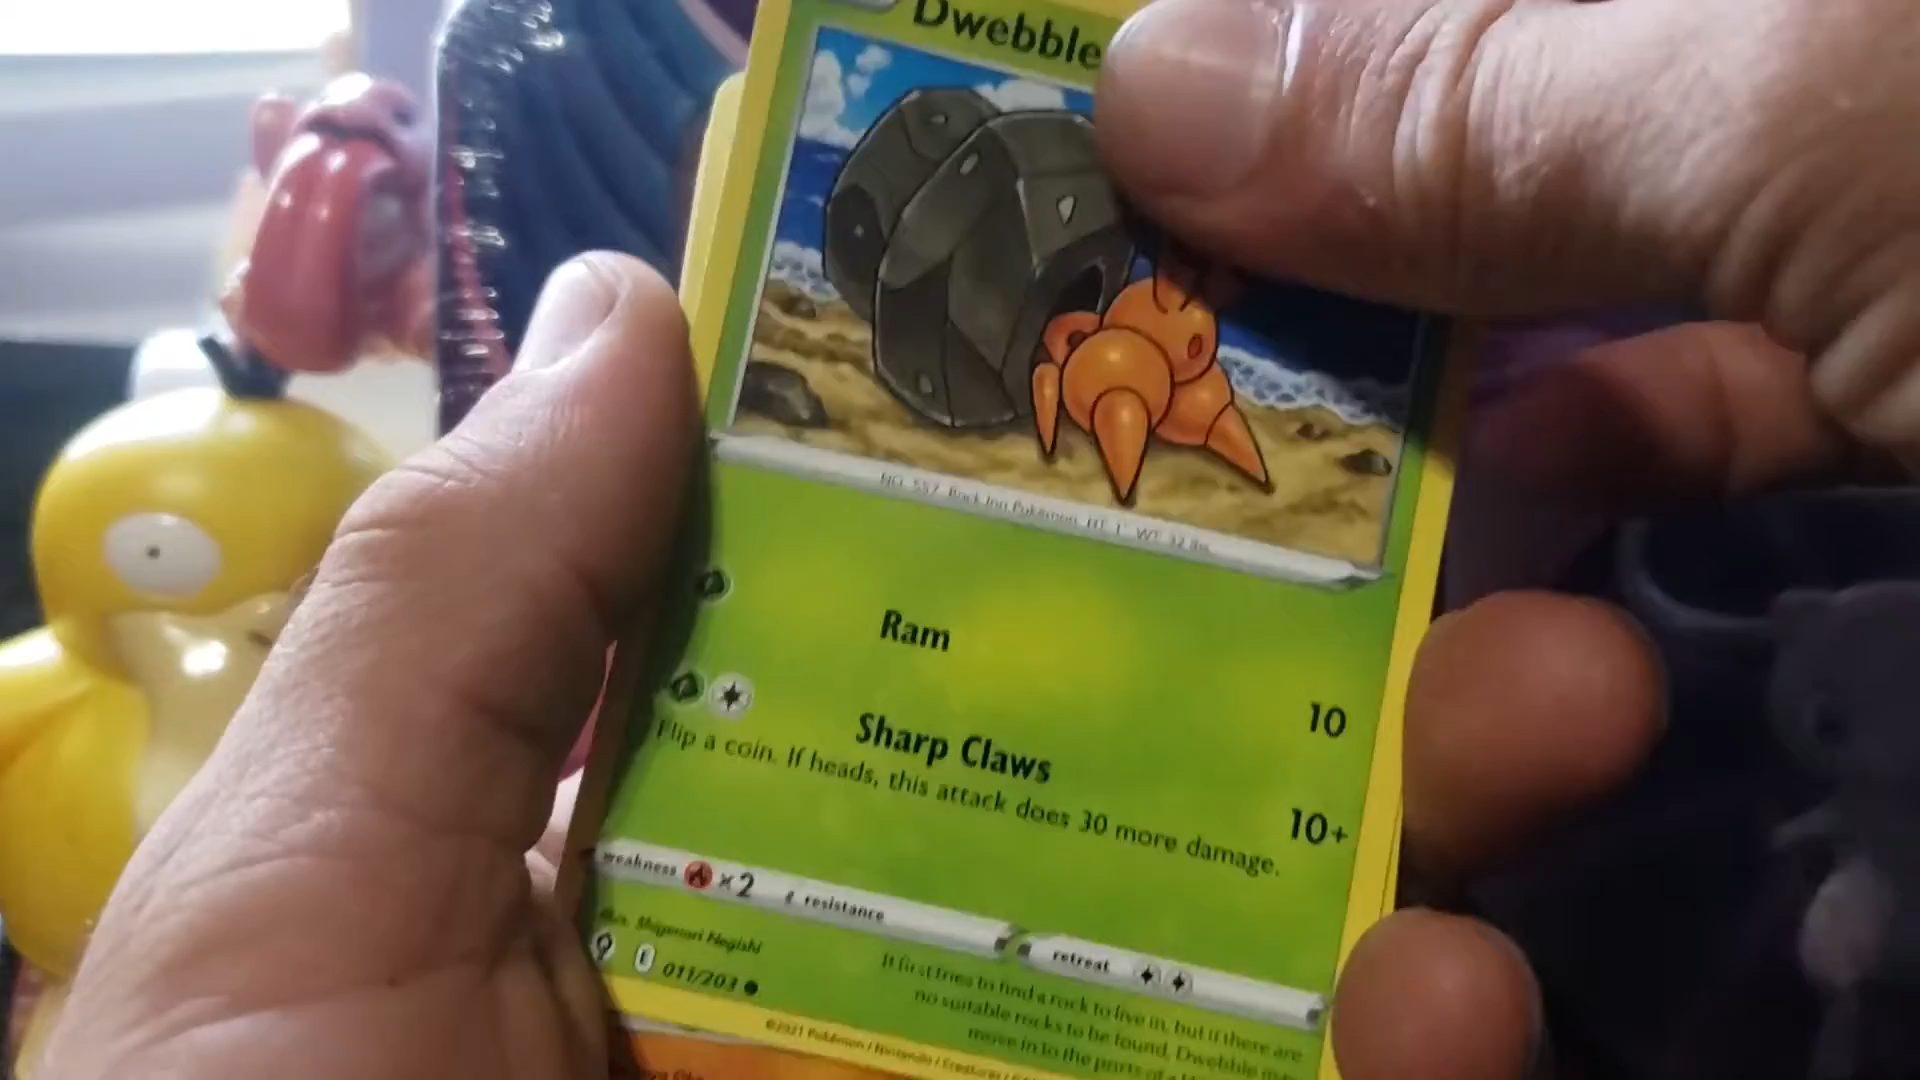 Dwebble
NO. 557 Rock Inn Pokémon HT: 1' WT: 32 lbs.
Ram 10
Sharp Claws 10+
Flip a coin. If heads, this attack does 30 more damage.
weakness ×2 resistance
retreat
illus. Shigenori Negishi
E 011/203
It first tries to find a rock to live in, but if there are
no suitable rocks to be found, Dwebble may
move in to the ports of a
©2021 Pokémon / Nintendo / Creatures /